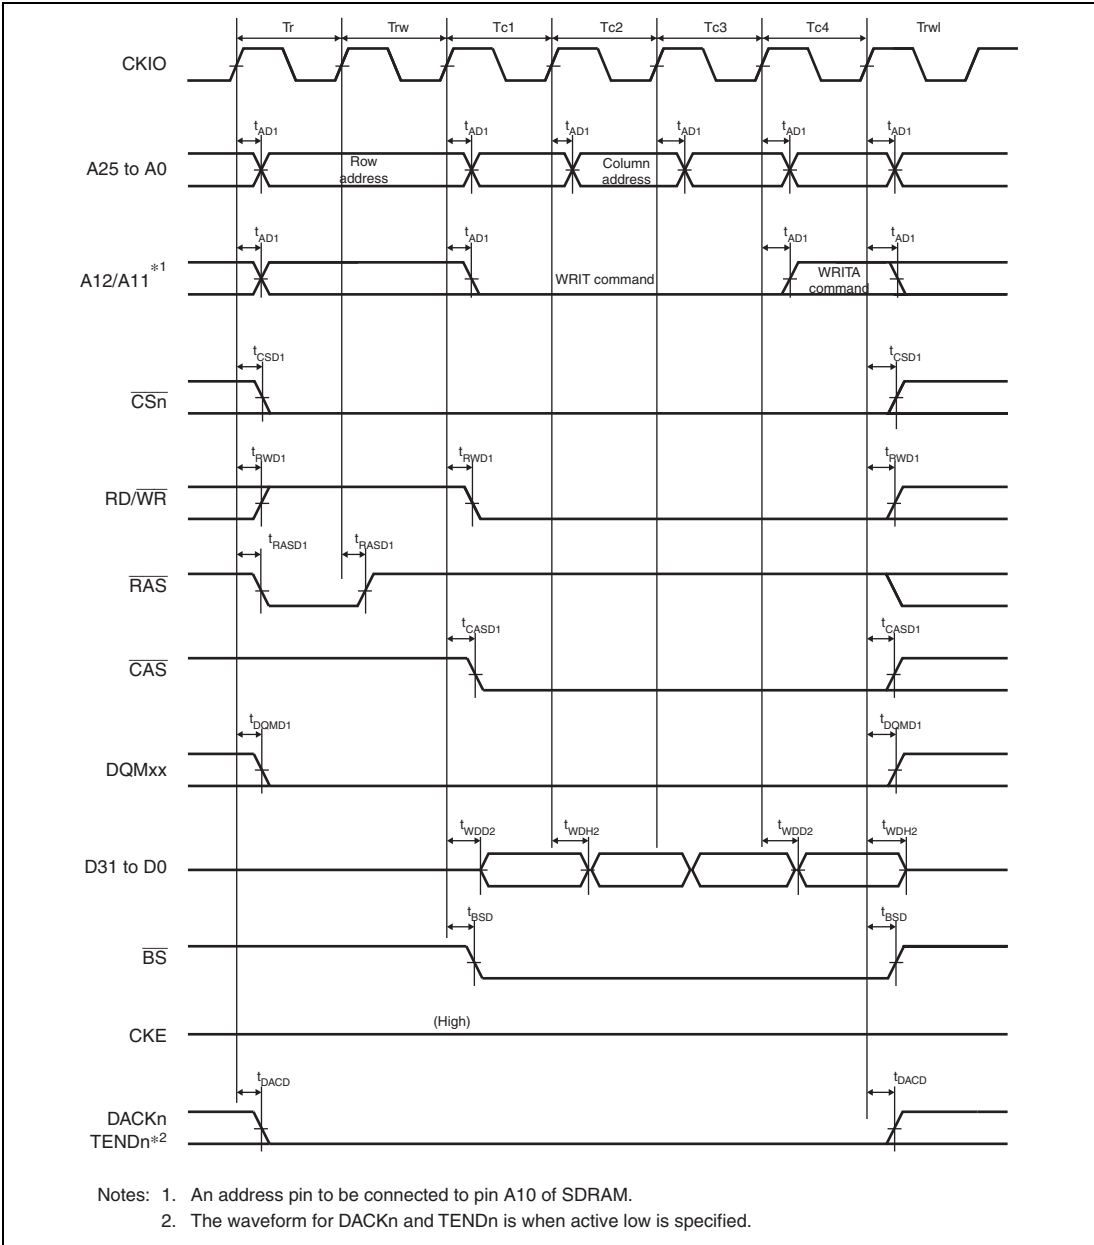 Tr Trw Tc1 Tc2 Tc3 Tc4 Trwl
CKIO
tAD1 tAD1 tAD1 tAD1 tAD1 tAD1
A25 to A0
Row
address
Column
address
tAD1 tAD1 tAD1 tAD1
A12/A11*1
WRIT command
WRITA
command
tCSD1 tCSD1
CSn
tRWD1 tRWD1 tRWD1
RD/WR
tRASD1 tRASD1
RAS
tCASD1 tCASD1
CAS
tDQMD1 tDQMD1
DQMxx
tWDD2 tWDH2 tWDD2 tWDH2
D31 to D0
tBSD tBSD
BS
(High)
CKE
tDACD tDACD
DACKn
TENDn*2
Notes: 1. An address pin to be connected to pin A10 of SDRAM.
2. The waveform for DACKn and TENDn is when active low is specified.